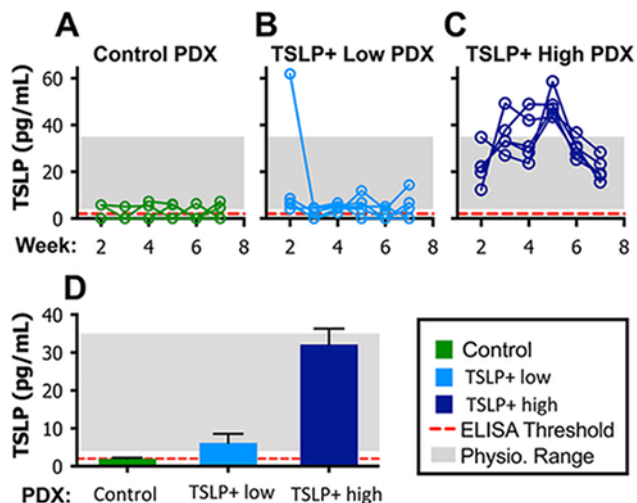 A
Control PDX
B
TSLP+ Low PDX
C
TSLP+ High PDX
TSLP (pg/mL)
60
40
20
0
Week: 2 4 6 8 2 4 6 8 2 4 6 8
D
TSLP (pg/mL)
40
30
20
10
0
PDX: Control TSLP+ low TSLP+ high
Control
TSLP+ low
TSLP+ high
ELISA Threshold
Physio. Range